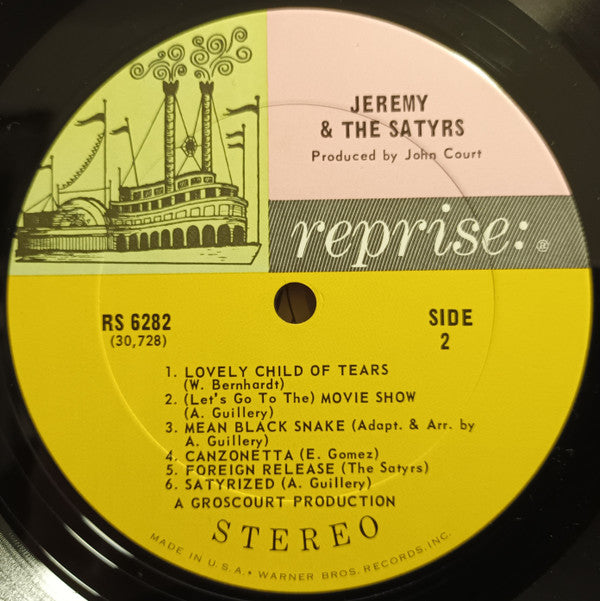 JEREMY
& THE SATYRS
Produced by John Court
reprise:
RS 6282
(30,728)
SIDE
2
1. LOVELY CHILD OF TEARS
(W. Bernhardt)
2. (Let's Go To The) MOVIE SHOW
(A. Guillery)
3. MEAN BLACK SNAKE (Adapt. & Arr. by
A. Guillery)
4. CANZONETTA (E. Gomez)
5. FOREIGN RELEASE (The Satyrs)
6. SATYRIZED (A. Guillery)
A GROSCOURT PRODUCTION
STEREO
MADE IN U.S.A. • WARNER BROS. RECORDS, INC.